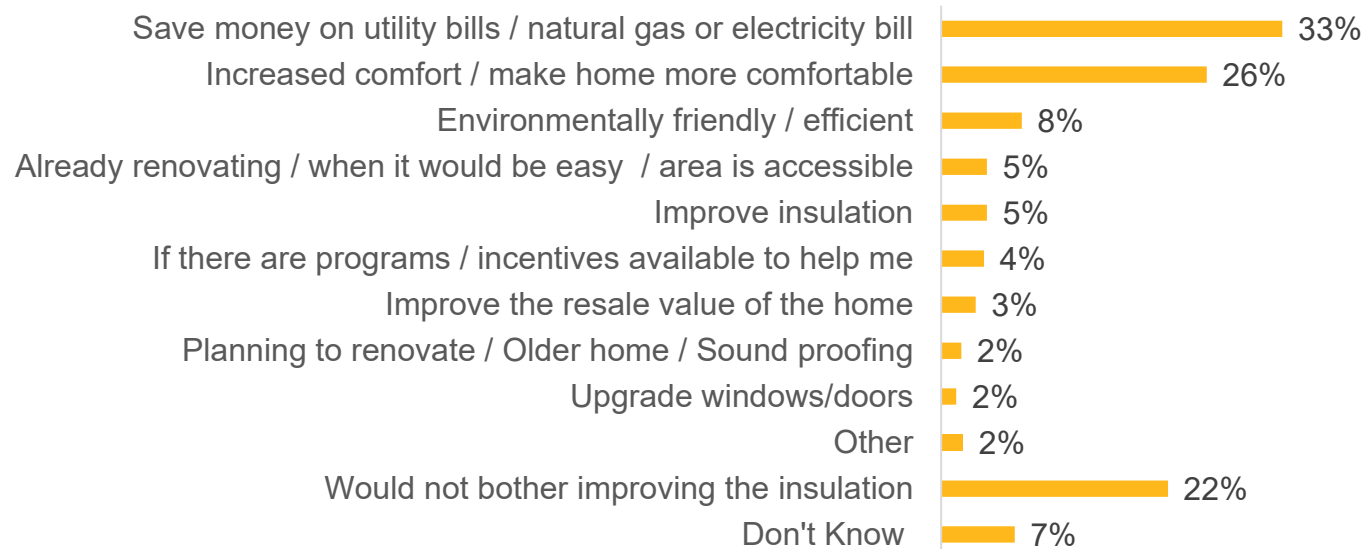 Save money on utility bills / natural gas or electricity bill 33%
Increased comfort / make home more comfortable 26%
Environmentally friendly / efficient 8%
Already renovating / when it would be easy  / area is accessible 5%
Improve insulation 5%
If there are programs / incentives available to help me 4%
Improve the resale value of the home 3%
Planning to renovate / Older home / Sound proofing 2%
Upgrade windows/doors 2%
Other 2%
Would not bother improving the insulation 22%
Don't Know 7%